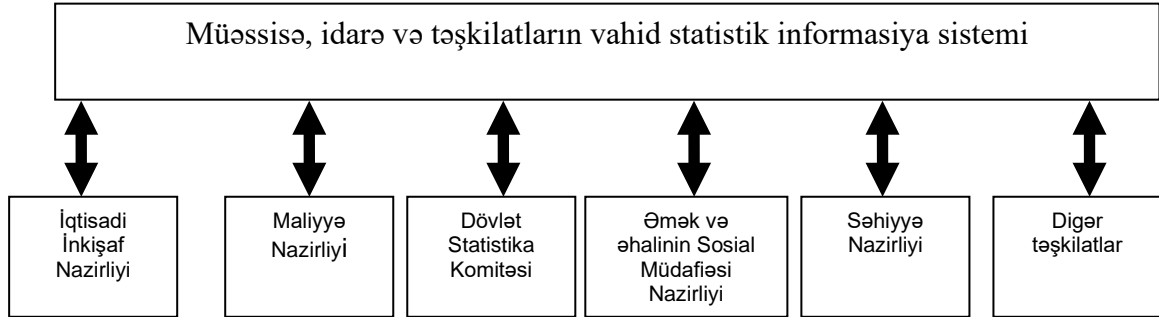 Müəssisə, idarə və təşkilatların vahid statistik informasiya sistemi
İqtisadi
İnkişaf
Nazirliyi
Maliyyə
Nazirliyi
Dövlət
Statistika
Komitəsi
Əmək və
əhalinin Sosial
Müdafiəsi
Nazirliyi
Səhiyyə
Nazirliyi
Digər
təşkilatlar